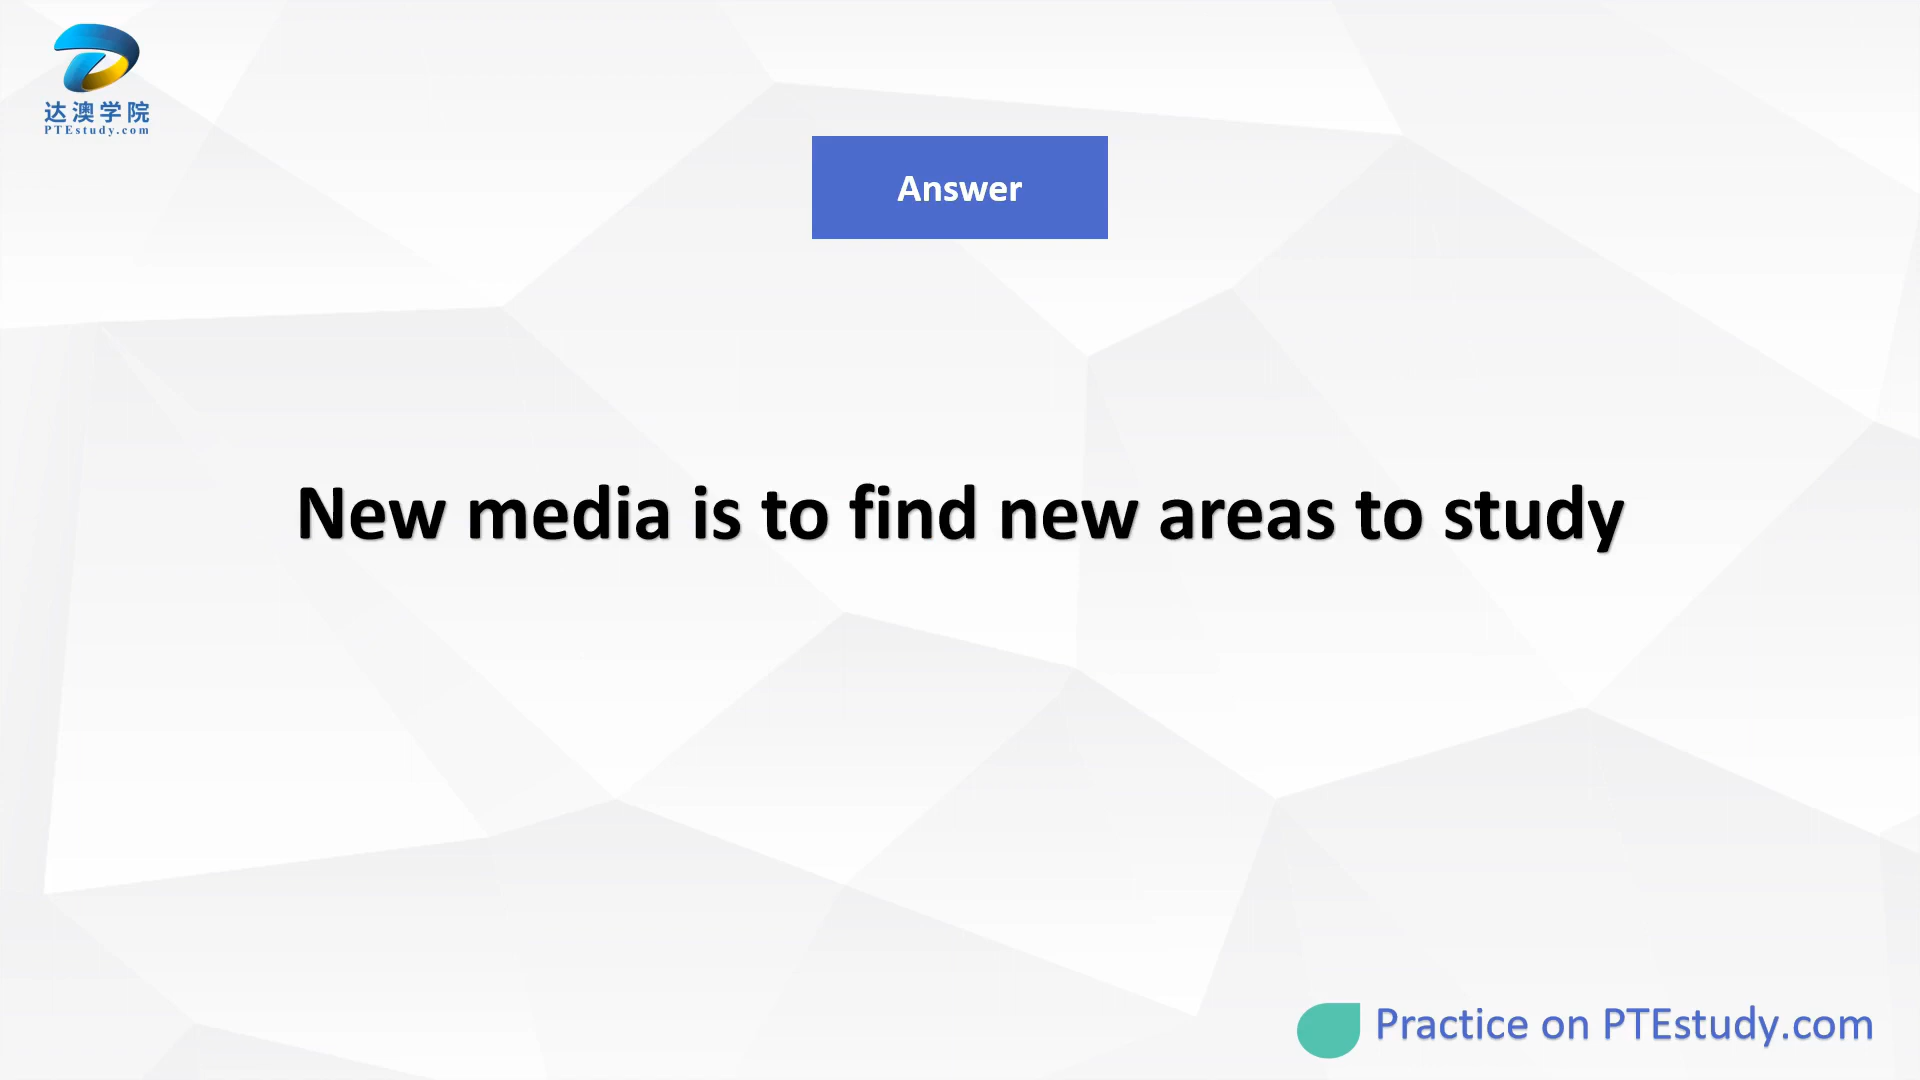 达澳学院
PTEstudy.com
Answer
New media is to find new areas to study
Practice on PTEstudy.com